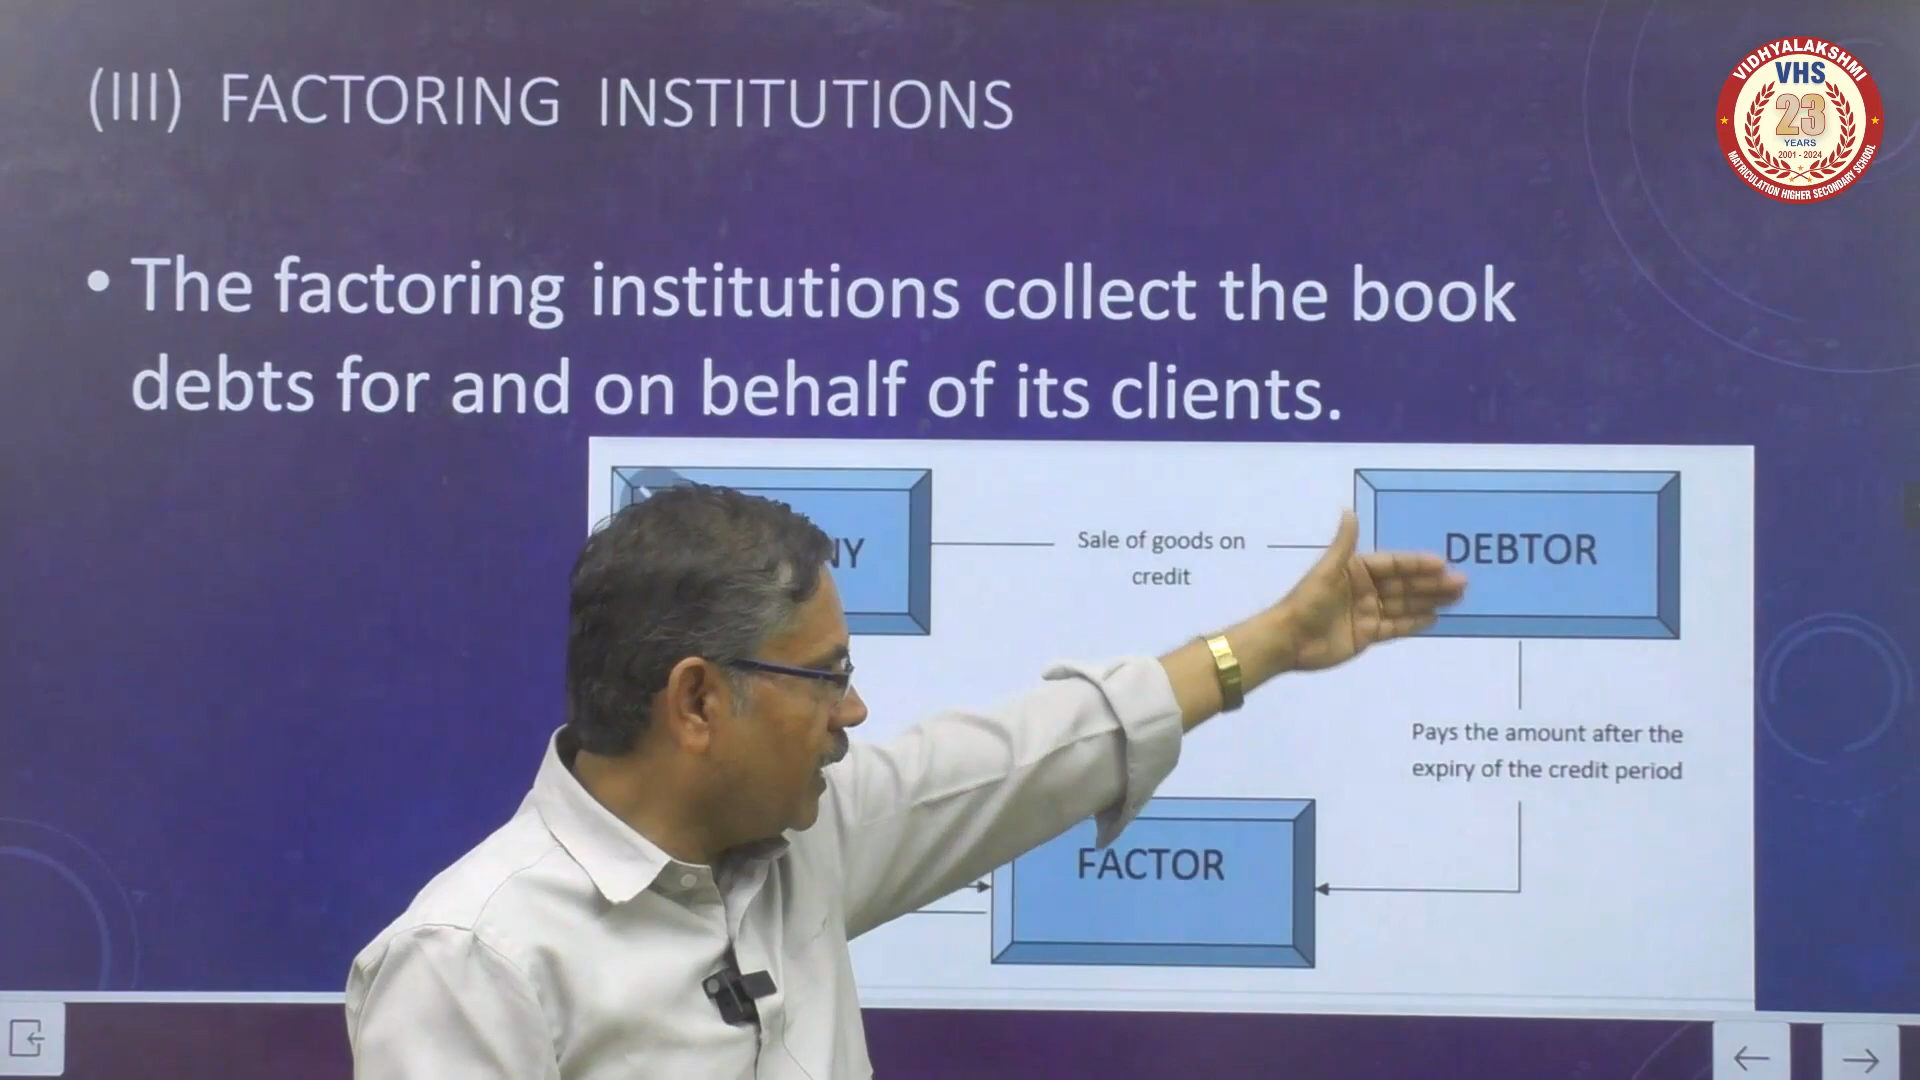 (III) FACTORING INSTITUTIONS
VIDHYALAKSHMI
VHS
23
YEARS
2001 - 2024
MATRICULATION HIGHER SECONDARY SCHOOL
• The factoring institutions collect the book
debts for and on behalf of its clients.
NY
Sale of goods on
credit
DEBTOR
Pays the amount after the
expiry of the credit period
FACTOR